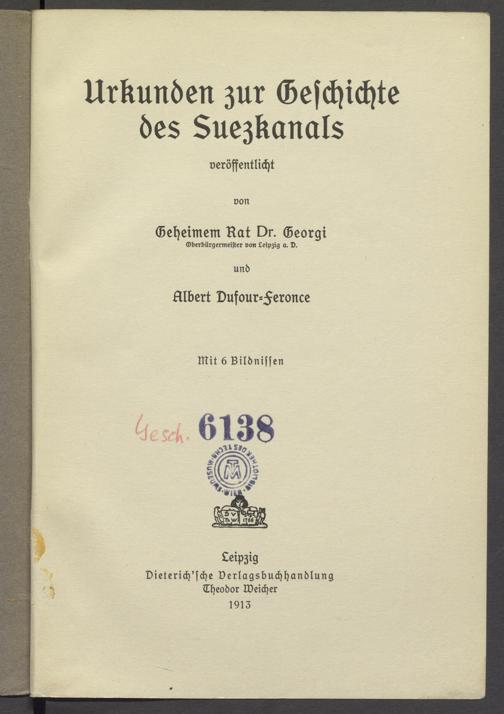 Urkunden zur Geschichte
des Suezkanals
veröffentlicht
von
Geheimem Rat Dr. Georgi
Oberbürgermeister von Leipzig a. D.
und
Albert Dufour=Feronce
Mit 6 Bildnissen
Gesch. 6138
Leipzig
Dieterich'sche Verlagsbuchhandlung
Theodor Weicher
1913